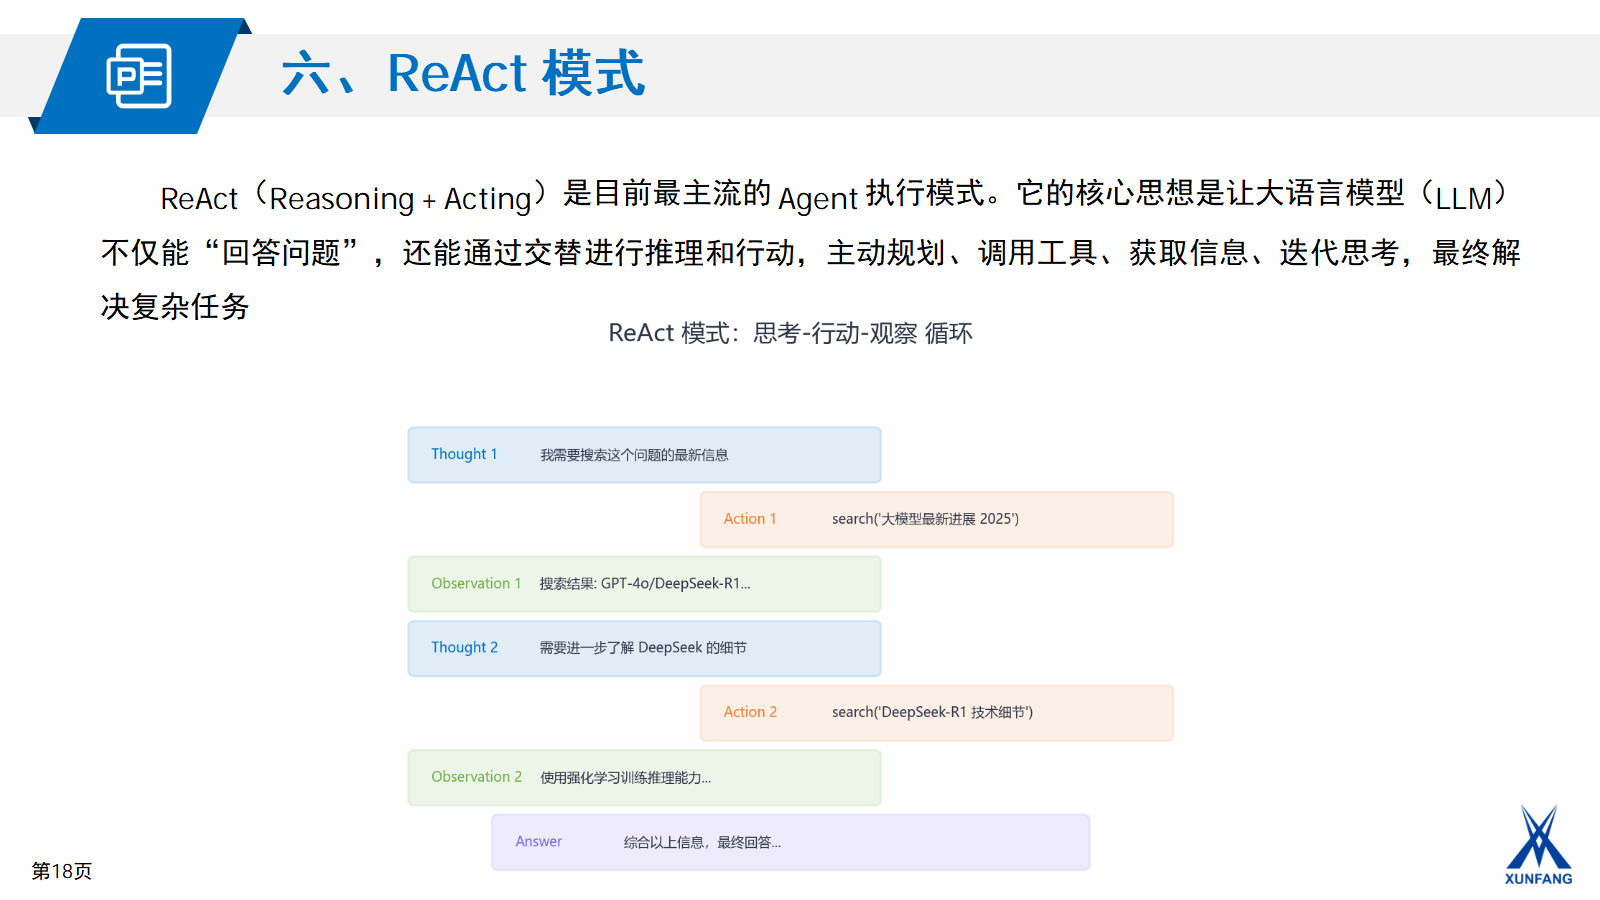 六、ReAct 模式
ReAct（Reasoning + Acting）是目前最主流的 Agent 执行模式。它的核心思想是让大语言模型（LLM）
不仅能“回答问题”，还能通过交替进行推理和行动，主动规划、调用工具、获取信息、迭代思考，最终解
决复杂任务
ReAct 模式：思考-行动-观察 循环
Thought 1 我需要搜索这个问题的最新信息
Action 1 search('大模型最新进展 2025')
Observation 1 搜索结果: GPT-4o/DeepSeek-R1...
Thought 2 需要进一步了解 DeepSeek 的细节
Action 2 search('DeepSeek-R1 技术细节')
Observation 2 使用强化学习训练推理能力...
Answer 综合以上信息，最终回答...
第18页
XUNFANG